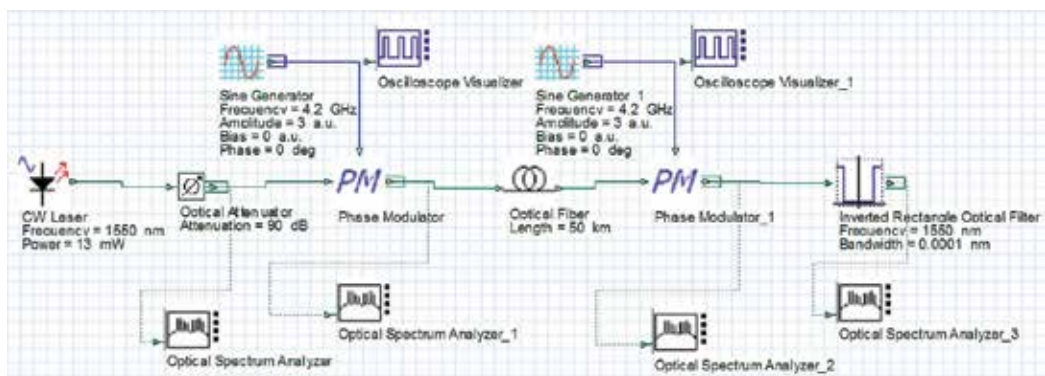 Oscilloscope Visualizer
Oscilloscope Visualizer_1
Sine Generator
Frequency = 4.2 GHz
Amplitude = 3 a.u.
Bias = 0 a.u.
Phase = 0 deg
Sine Generator_1
Frequency = 4.2 GHz
Amplitude = 3 a.u.
Bias = 0 a.u.
Phase = 0 deg
PM
PM
CW Laser
Frequency = 1550 nm
Power = 13 mW
Optical Attenuator
Attenuation = 90 dB
Phase Modulator
Optical Fiber
Length = 50 km
Phase Modulator_1
Inverted Rectangle Optical Filter
Frequency = 1550 nm
Bandwidth = 0.0001 nm
Optical Spectrum Analyzer
Optical Spectrum Analyzer_1
Optical Spectrum Analyzer_2
Optical Spectrum Analyzer_3